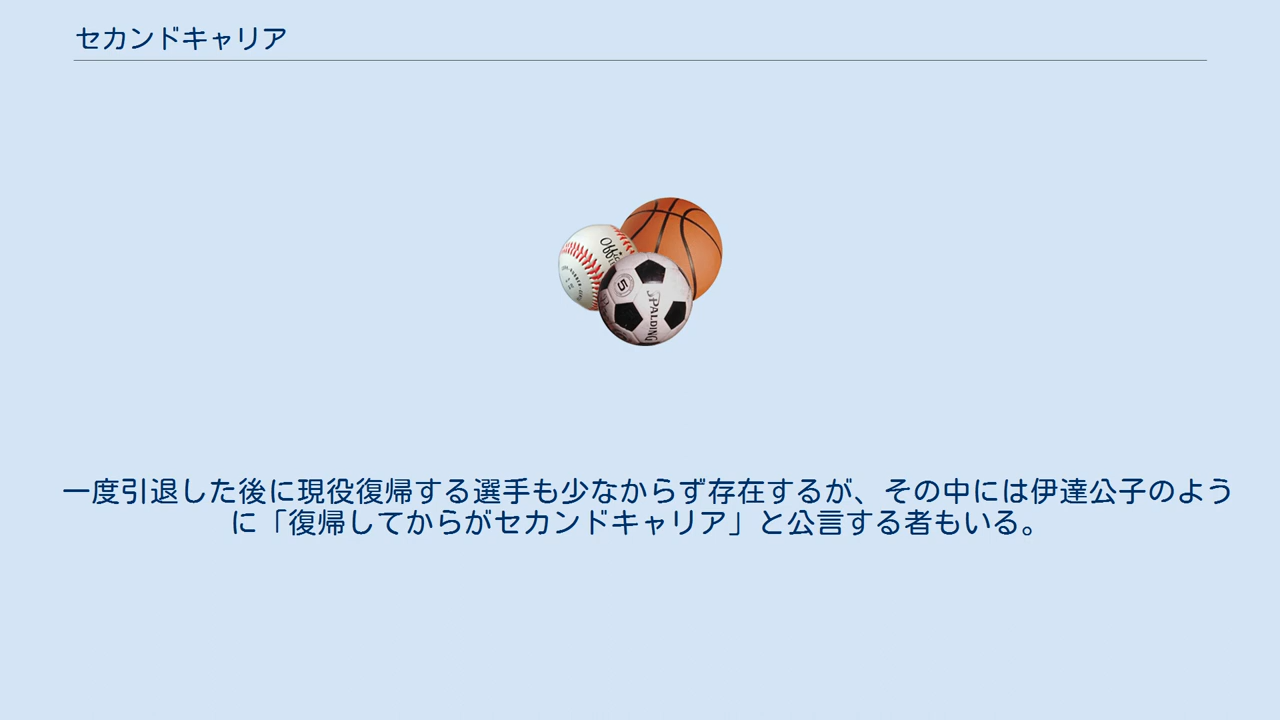 セカンドキャリア
Offic
5
SPALDING
一度引退した後に現役復帰する選手も少なからず存在するが、その中には伊達公子のよう
に「復帰してからがセカンドキャリア」と公言する者もいる。